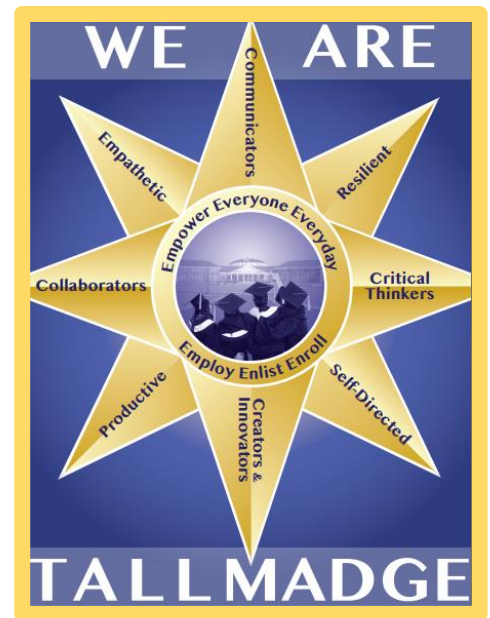 WE ARE
Communicators
Empathetic
Resilient
Empower Everyone Everyday
Collaborators
Critical
Thinkers
Employ Enlist Enroll
Productive
Creators &
Innovators
Self-Directed
TALLMADGE